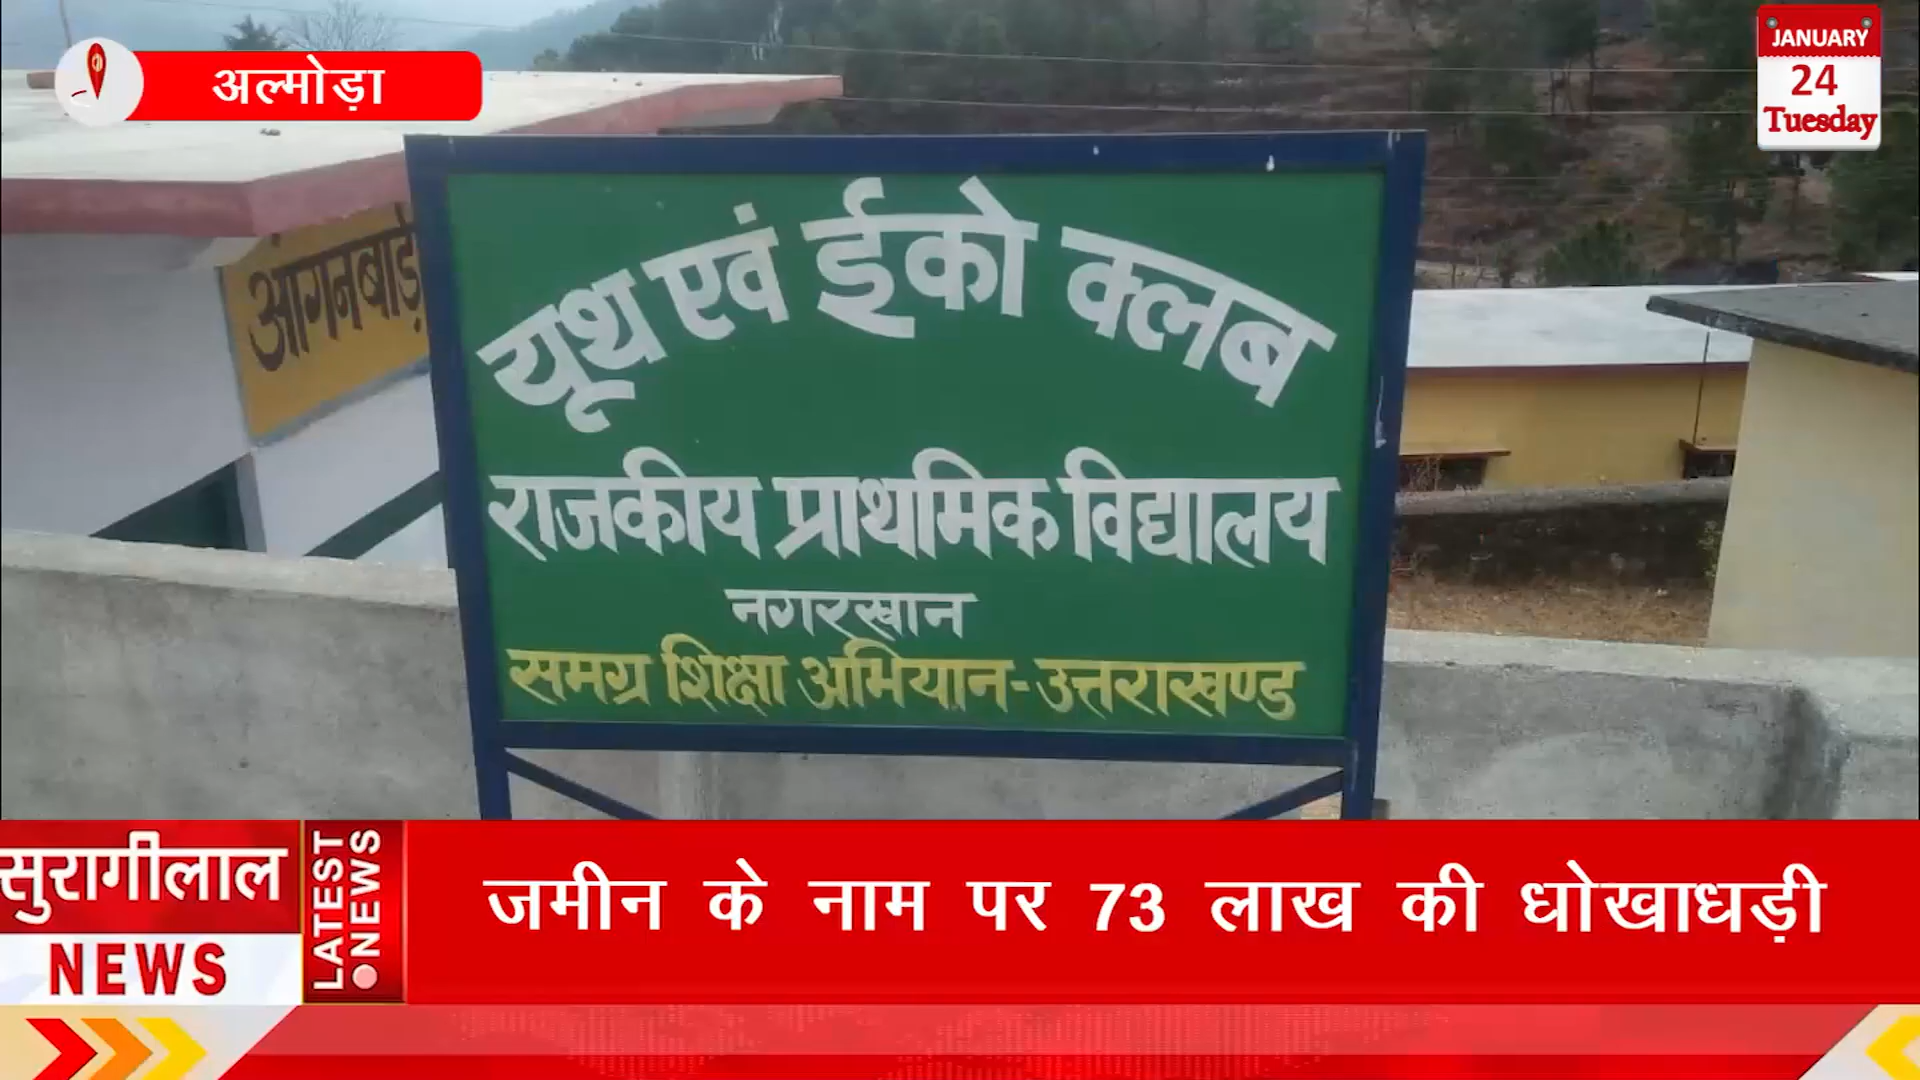 अल्मोड़ा
JANUARY
24
Tuesday
आंगनबाड़
यूथ एवं ईको क्लब
राजकीय प्राथमिक विद्यालय
नगरखान
समग्र शिक्षा अभियान-उत्तराखण्ड
सुरागीलाल
NEWS
LATEST
NEWS
जमीन के नाम पर 73 लाख की धोखाधड़ी